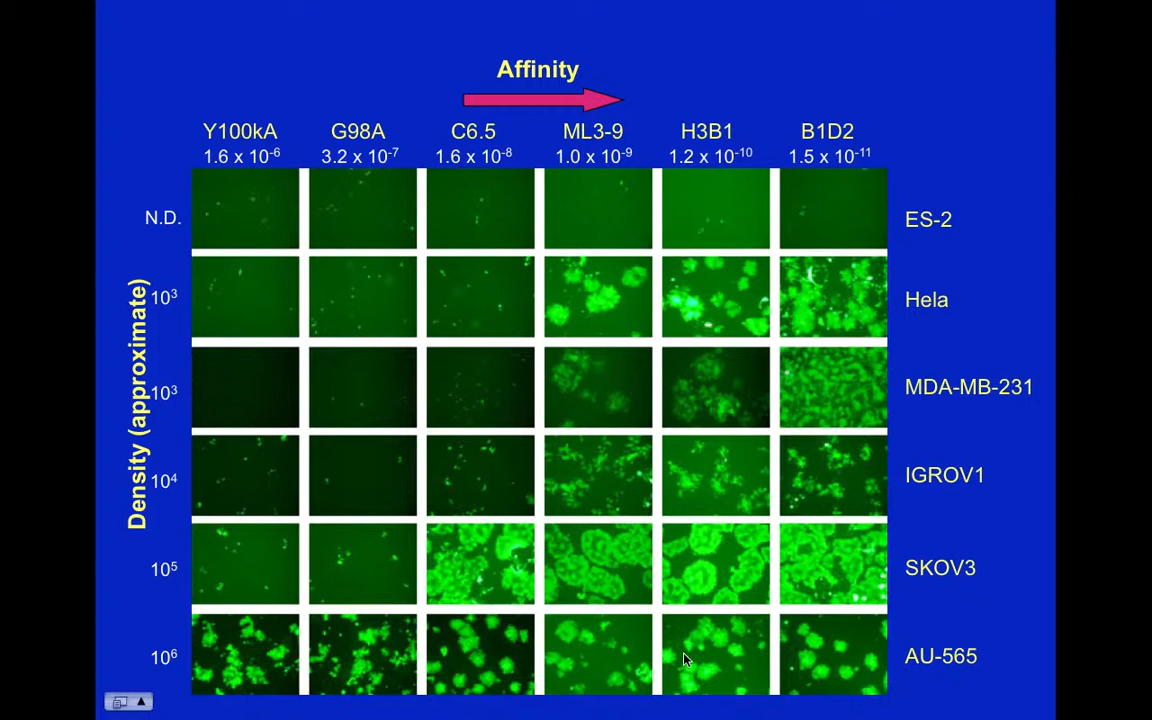 Affinity
Y100kA G98A C6.5 ML3-9 H3B1 B1D2
1.6 x 10⁻⁶ 3.2 x 10⁻⁷ 1.6 x 10⁻⁸ 1.0 x 10⁻⁹ 1.2 x 10⁻¹⁰ 1.5 x 10⁻¹¹
Density (approximate)
N.D. ES-2
10³ Hela
10³ MDA-MB-231
10⁴ IGROV1
10⁵ SKOV3
10⁶ AU-565